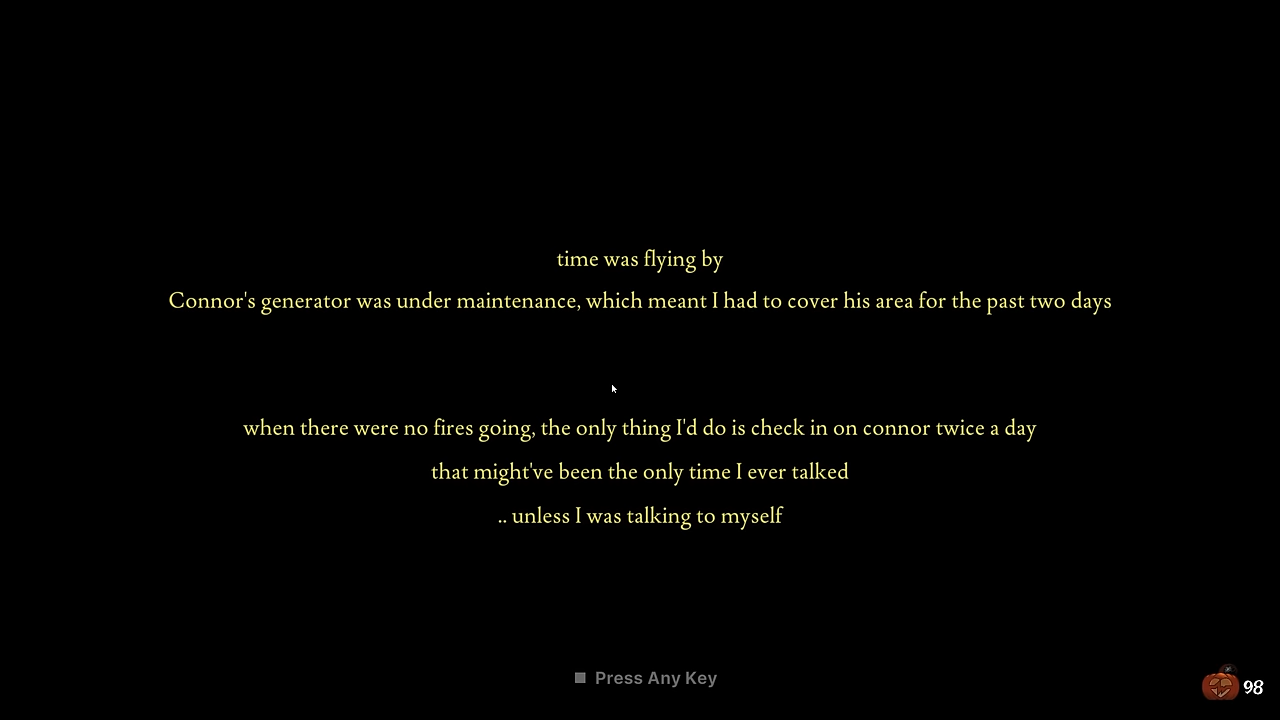 time was flying by
Connor's generator was under maintenance, which meant I had to cover his area for the past two days
when there were no fires going, the only thing I'd do is check in on connor twice a day
that might've been the only time I ever talked
.. unless I was talking to myself
Press Any Key
98